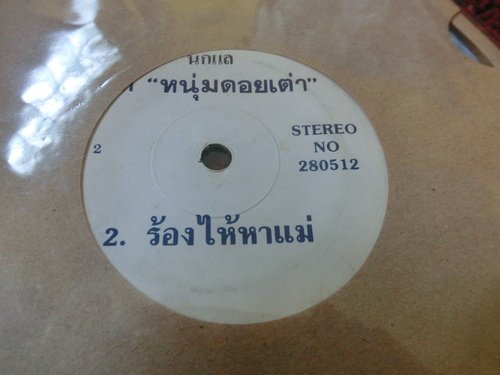 นกแล
"หนุ่มดอยเต่า"
STEREO
NO
280512
2
2. ร้องไห้หาแม่